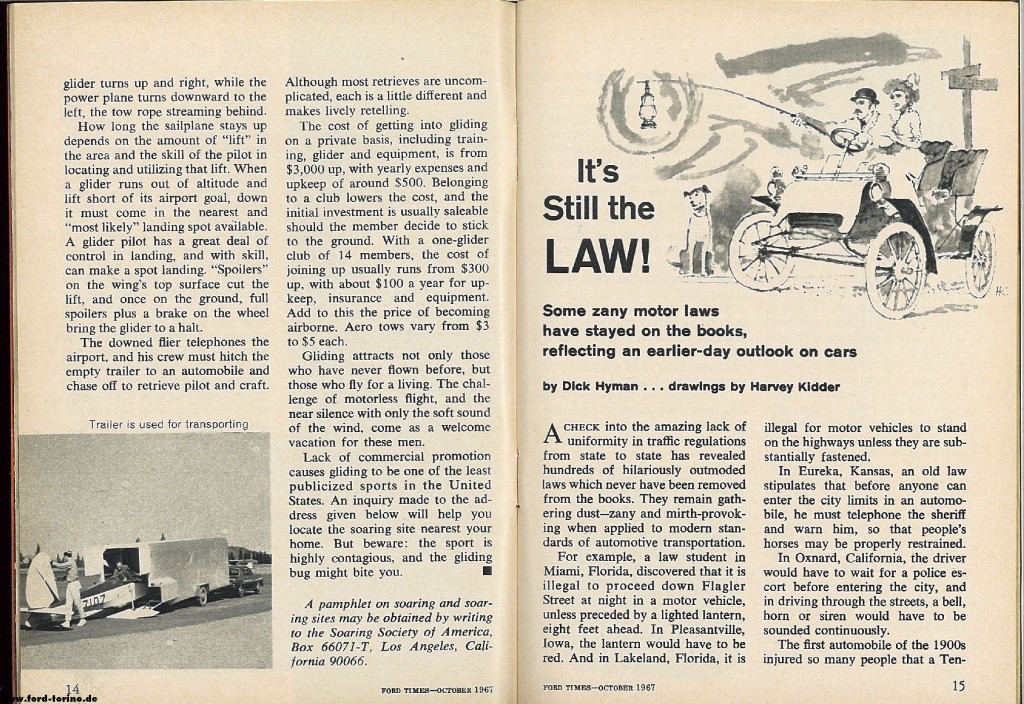 glider turns up and right, while the
power plane turns downward to the
left, the tow rope streaming behind.
How long the sailplane stays up
depends on the amount of "lift" in
the area and the skill of the pilot in
locating and utilizing that lift. When
a glider runs out of altitude and
lift short of its airport goal, down
it must come in the nearest and
"most likely" landing spot available.
A glider pilot has a great deal of
control in landing, and with skill,
can make a spot landing. "Spoilers"
on the wing's top surface cut the
lift, and once on the ground, full
spoilers plus a brake on the wheel
bring the glider to a halt.
The downed flier telephones the
airport, and his crew must hitch the
empty trailer to an automobile and
chase off to retrieve pilot and craft.
Trailer is used for transporting
Z107
14
www.ford-torino.de
Although most retrieves are uncom-
plicated, each is a little different and
makes lively retelling.
The cost of getting into gliding
on a private basis, including train-
ing, glider and equipment, is from
$3,000 up, with yearly expenses and
upkeep of around $500. Belonging
to a club lowers the cost, and the
initial investment is usually saleable
should the member decide to stick
to the ground. With a one-glider
club of 14 members, the cost of
joining up usually runs from $300
up, with about $100 a year for up-
keep, insurance and equipment.
Add to this the price of becoming
airborne. Aero tows vary from $3
to $5 each.
Gliding attracts not only those
who have never flown before, but
those who fly for a living. The chal-
lenge of motorless flight, and the
near silence with only the soft sound
of the wind, come as a welcome
vacation for these men.
Lack of commercial promotion
causes gliding to be one of the least
publicized sports in the United
States. An inquiry made to the ad-
dress given below will help you
locate the soaring site nearest your
home. But beware: the sport is
highly contagious, and the gliding
bug might bite you.
A pamphlet on soaring and soar-
ing sites may be obtained by writing
to the Soaring Society of America,
Box 66071-T, Los Angeles, Cali-
fornia 90066.
FORD TIMES—OCTOBER 1967
It's
Still the
LAW!
HK
Some zany motor laws
have stayed on the books,
reflecting an earlier-day outlook on cars
by Dick Hyman . . . drawings by Harvey Kidder
A CHECK into the amazing lack of
uniformity in traffic regulations
from state to state has revealed
hundreds of hilariously outmoded
laws which never have been removed
from the books. They remain gath-
ering dust—zany and mirth-provok-
ing when applied to modern stan-
dards of automotive transportation.
For example, a law student in
Miami, Florida, discovered that it is
illegal to proceed down Flagler
Street at night in a motor vehicle,
unless preceded by a lighted lantern,
eight feet ahead. In Pleasantville,
Iowa, the lantern would have to be
red. And in Lakeland, Florida, it is
illegal for motor vehicles to stand
on the highways unless they are sub-
stantially fastened.
In Eureka, Kansas, an old law
stipulates that before anyone can
enter the city limits in an automo-
bile, he must telephone the sheriff
and warn him, so that people's
horses may be properly restrained.
In Oxnard, California, the driver
would have to wait for a police es-
cort before entering the city, and
in driving through the streets, a bell,
horn or siren would have to be
sounded continuously.
The first automobile of the 1900s
injured so many people that a Ten-
FORD TIMES—OCTOBER 1967
15